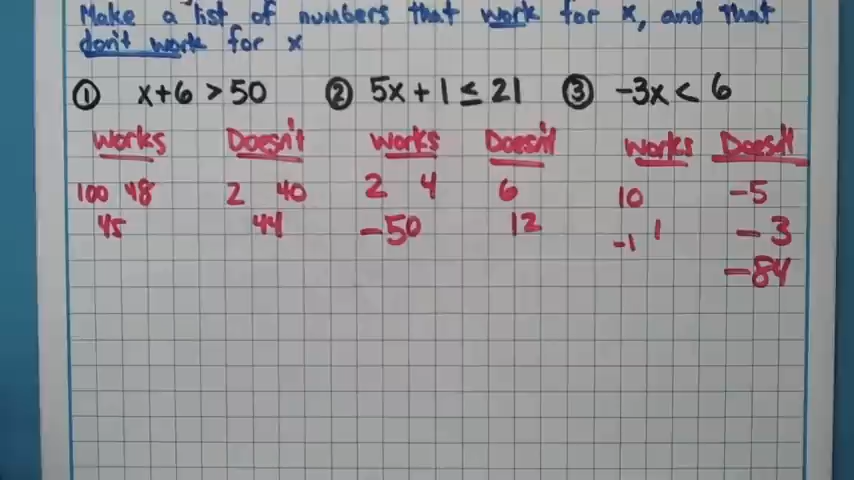 Make a list of numbers that work for x, and that
don't work for x
① x+6 > 50 ② 5x + 1 ≤ 21 ③ -3x < 6
Works Doesn't Works Doesn't Works Doesn't
100 48 2 40 2 4 6 10 -5
45 44 -50 12 -1 1 -3
-84